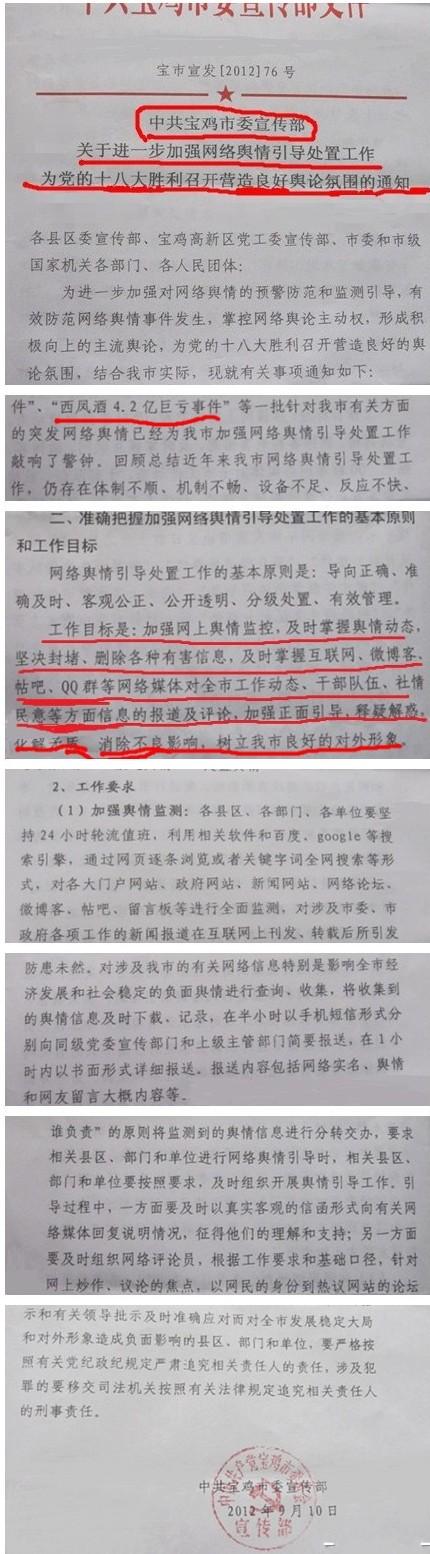 中共宝鸡市委宣传部文件
宝市宣发[2012]76号
中共宝鸡市委宣传部
关于进一步加强网络舆情引导处置工作
为党的十八大胜利召开营造良好舆论氛围的通知
各县区委宣传部、宝鸡高新区党工委宣传部、市委和市级
国家机关各部门、各人民团体：
为进一步加强对网络舆情的预警防范和监测引导，有
效防范网络舆情事件发生，掌控网络舆论主动权，形成积
极向上的主流舆论，为党的十八大胜利召开营造良好的舆
论氛围，结合我市实际，现就有关事项通知如下：
件”、“西凤酒4.2亿巨亏事件”等一批针对我市有关方面
的突发网络舆情已经为我市加强网络舆情引导处置工作
敲响了警钟。回顾总结近年来我市网络舆情引导处置工
作，仍存在体制不顺、机制不畅、设备不足、反应不快、
二、准确把握加强网络舆情引导处置工作的基本原则
和工作目标
网络舆情引导处置工作的基本原则是：导向正确、准
确及时、客观公正、公开透明、分级处置、有效管理。
工作目标是：加强网上舆情监控，及时掌握舆情动态，
坚决封堵、删除各种有害信息，及时掌握互联网、微博客、
帖吧、QQ群等网络媒体对全市工作动态、干部队伍、社情
民意等方面信息的报道及评论，加强正面引导，释疑解惑，
化解矛盾，消除不良影响，树立我市良好的对外形象。
2、工作要求
（1）加强舆情监测：各县区、各部门、各单位要坚
持24小时轮流值班，利用相关软件和百度、google等搜
索引擎，通过网页逐条浏览或者关键字词全网搜索等形
式，对各大门户网站、政府网站、新闻网站、网络论坛、
微博客、帖吧、留言板等进行全面监测，对涉及市委、市
政府各项工作的新闻报道在互联网上刊发、转载后所引发
防患未然。对涉及我市的有关网络信息特别是影响全市经
济发展和社会稳定的负面舆情进行查询、收集，将收集到
的舆情信息及时下载、记录，在半小时以手机短信形式分
别向同级党委宣传部门和上级主管部门简要报送，在1小
时内以书面形式详细报送。报送内容包括网络实名、舆情
和网友留言大概内容等。
谁负责”的原则将监测到的舆情信息进行分转交办，要求
相关县区、部门和单位进行网络舆情引导时，相关县区、
部门和单位要按照要求，及时组织开展舆情引导工作。引
导过程中，一方面要及时以真实客观的信函形式向有关网
络媒体回复说明情况，征得他们的理解和支持；另一方面
要及时组织网络评论员，根据工作要求和基础口径，针对
网上炒作、议论的焦点，以网民的身份到热议网站的论坛
示和有关领导批示及时准确应对而对全市发展稳定大局
和对外形象造成负面影响的县区、部门和单位，要严格按
照有关党纪政纪规定严肃追究相关责任人的责任，涉及犯
罪的要移交司法机关按照有关法律规定追究相关责任人
的刑事责任。
中共宝鸡市委宣传部
2012年9月10日
中国共产党宝鸡市委员会
宣传部